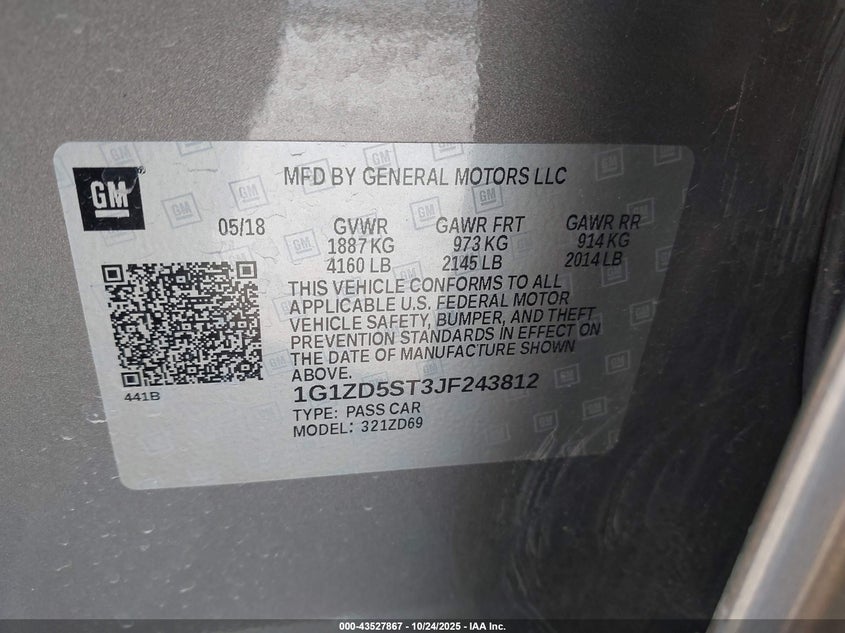 GM
MFD BY GENERAL MOTORS LLC
05/18 GVWR GAWR FRT GAWR RR
1887 KG 973 KG 914 KG
4160 LB 2145 LB 2014 LB
THIS VEHICLE CONFORMS TO ALL
APPLICABLE U.S. FEDERAL MOTOR
VEHICLE SAFETY, BUMPER, AND THEFT
PREVENTION STANDARDS IN EFFECT ON
THE DATE OF MANUFACTURE SHOWN
ABOVE.
441B
1G1ZD5ST3JF243812
TYPE: PASS CAR
MODEL: 321ZD69
000-43527867 - 10/24/2025 - IAA Inc.